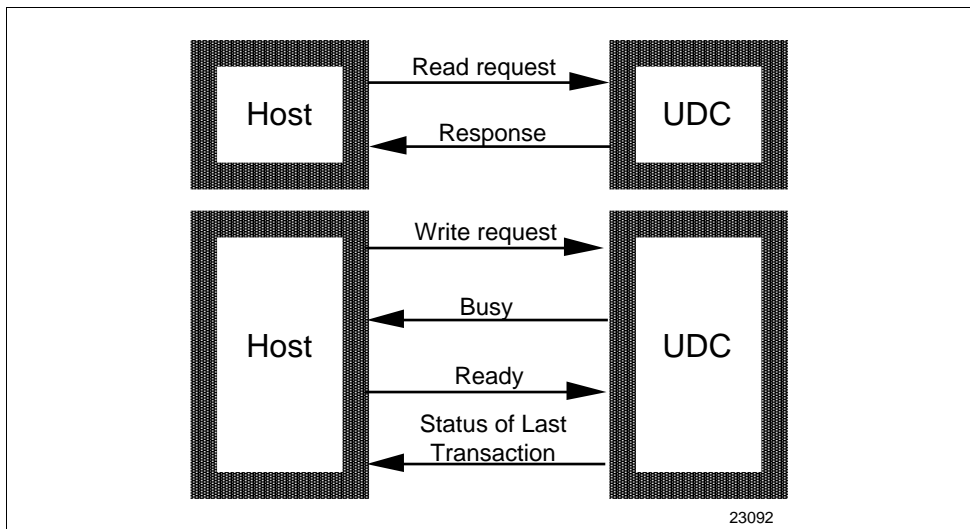 Read request
Host
UDC
Response
Write request
Busy
Host
UDC
Ready
Status of Last
Transaction
23092